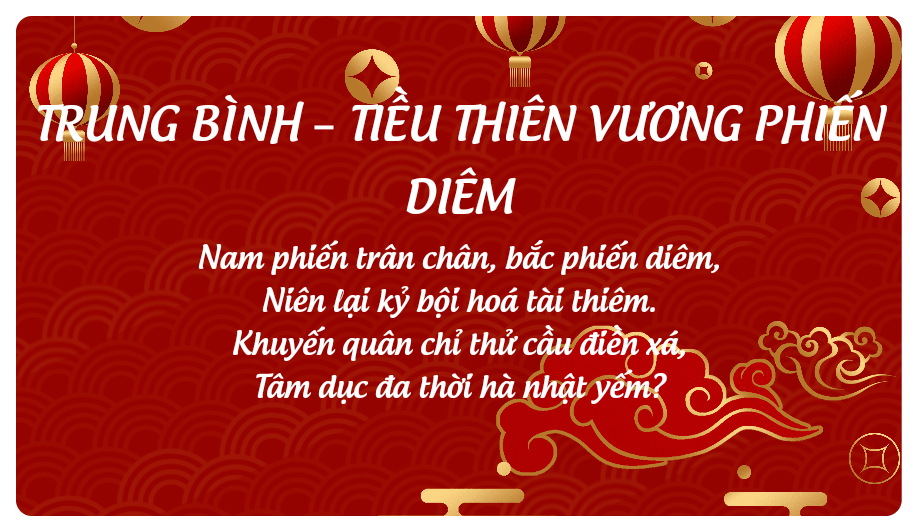 TRUNG BÌNH – TIỀU THIÊN VƯƠNG PHIẾN
DIÊM
Nam phiến trân chân, bắc phiến diêm,
Niên lại kỷ bội hoá tài thiêm.
Khuyến quân chỉ thử cầu điền xá,
Tâm dục đa thời hà nhật yếm?